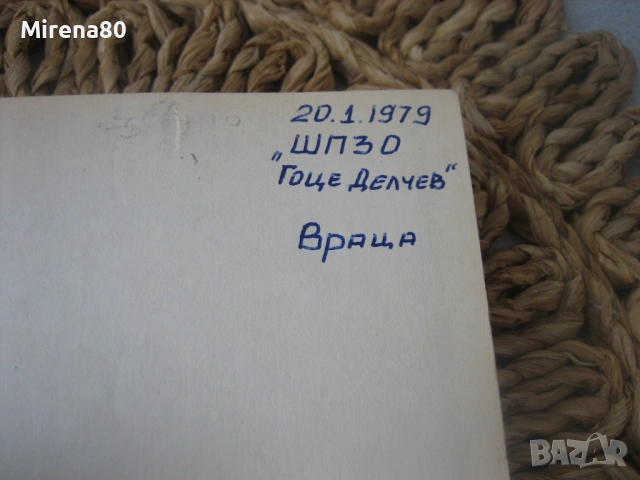 Mirena80
20.1.1979
„ШПЗО
Гоце Делчев“
Враца
BAZAR